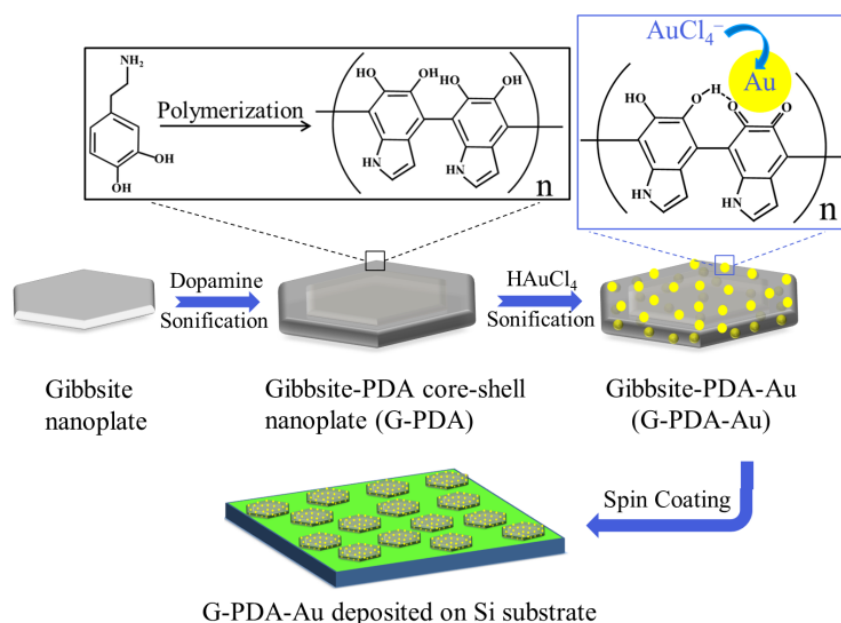 AuCl4⁻
Au
NH2
Polymerization
OH
OH
HO
OH
HO
OH
HN
HN
n
HO
O
H
O
O
HN
HN
n
Dopamine
Sonification
HAuCl4
Sonification
Gibbsite
nanoplate
Gibbsite-PDA core-shell
nanoplate (G-PDA)
Gibbsite-PDA-Au
(G-PDA-Au)
Spin Coating
G-PDA-Au deposited on Si substrate